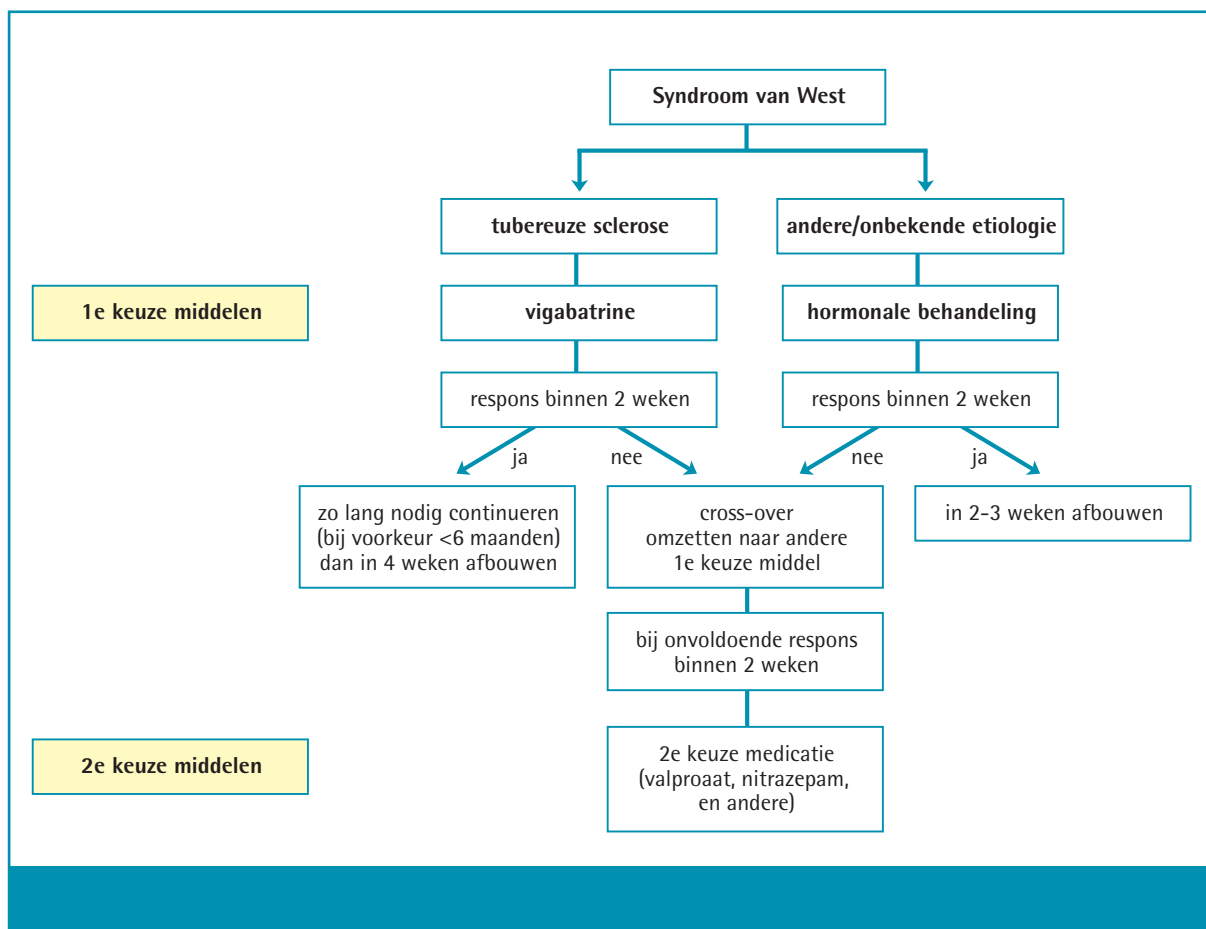 Syndroom van West
tubereuze sclerose
andere/onbekende etiologie
1e keuze middelen
vigabatrine
hormonale behandeling
respons binnen 2 weken
respons binnen 2 weken
ja
nee
nee
ja
zo lang nodig continueren
(bij voorkeur <6 maanden)
dan in 4 weken afbouwen
cross-over
omzetten naar andere
1e keuze middel
in 2-3 weken afbouwen
bij onvoldoende respons
binnen 2 weken
2e keuze middelen
2e keuze medicatie
(valproaat, nitrazepam,
en andere)